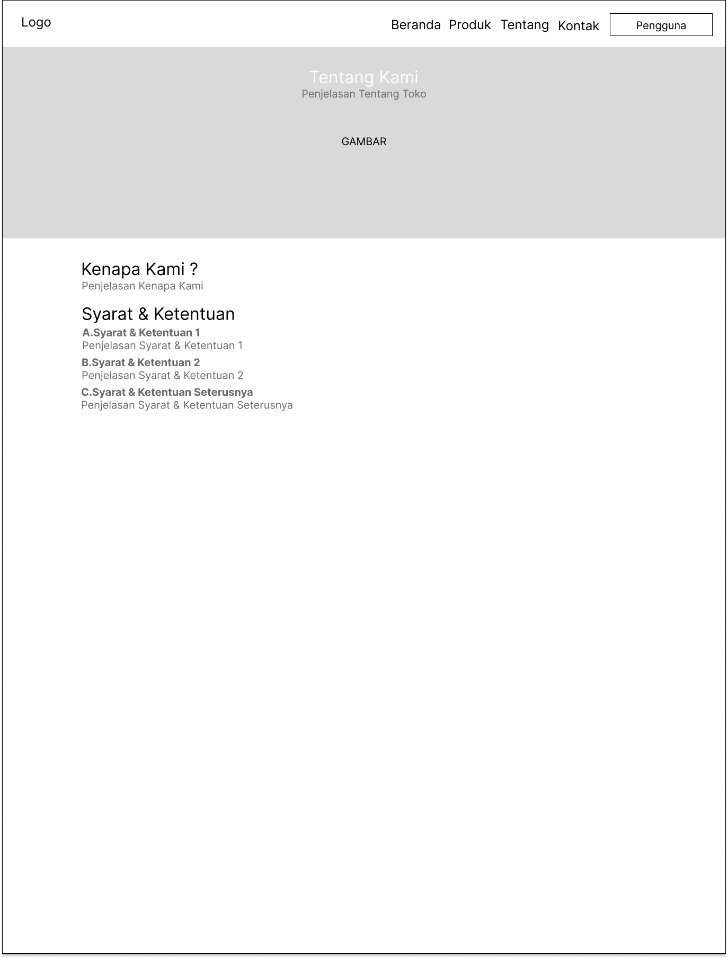 Logo
Beranda Produk Tentang Kontak Pengguna
Tentang Kami
Penjelasan Tentang Toko
GAMBAR
Kenapa Kami ?
Penjelasan Kenapa Kami
Syarat & Ketentuan
A.Syarat & Ketentuan 1
Penjelasan Syarat & Ketentuan 1
B.Syarat & Ketentuan 2
Penjelasan Syarat & Ketentuan 2
C.Syarat & Ketentuan Seterusnya
Penjelasan Syarat & Ketentuan Seterusnya